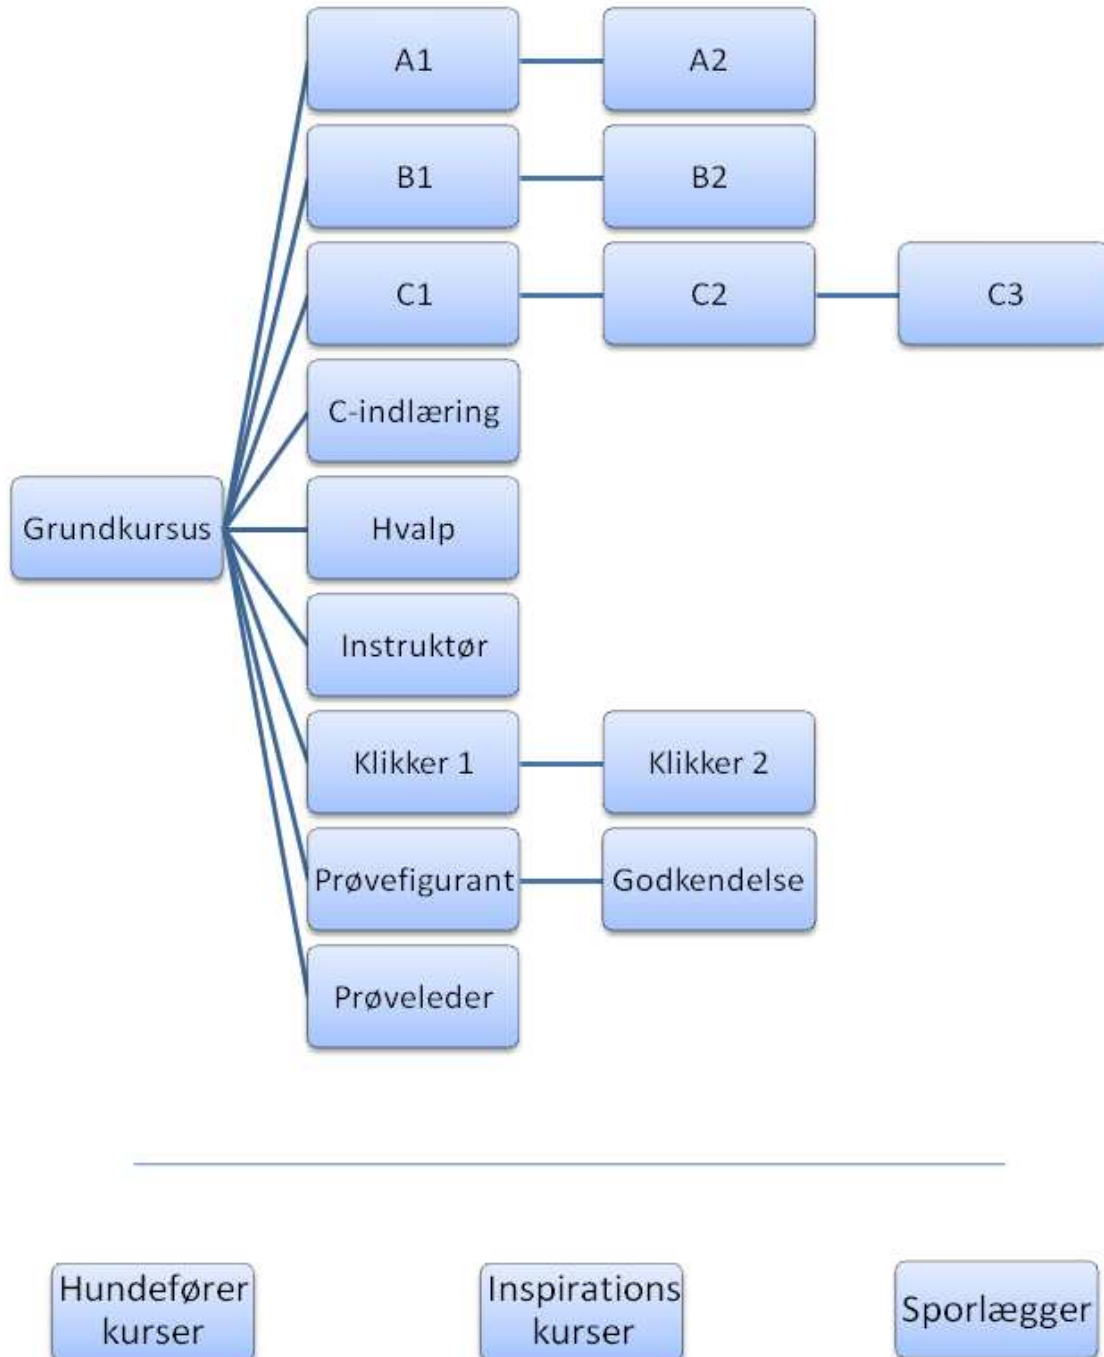 A1
A2
B1
B2
C1
C2
C3
C-indlæring
Grundkursus
Hvalp
Instruktør
Klikker 1
Klikker 2
Prøvefigurant
Godkendelse
Prøveleder
Hundefører
kurser
Inspirations
kurser
Sporlægger